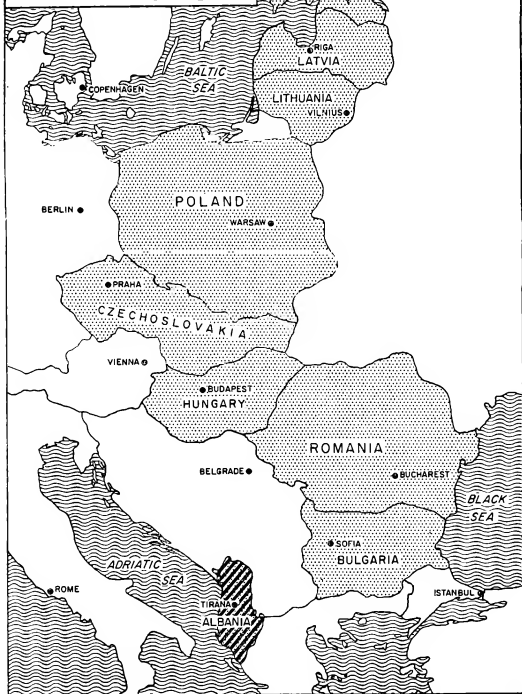 RIGA
LATVIA
BALTIC
SEA
COPENHAGEN
LITHUANIA
VILNIUS
POLAND
BERLIN
WARSAW
PRAHA
CZECHOSLOVAKIA
VIENNA
BUDAPEST
HUNGARY
ROMANIA
BELGRADE
BUCHAREST
BLACK
SEA
SOFIA
BULGARIA
ADRIATIC
SEA
ROME
ISTANBUL
TIRANA
ALBANIA